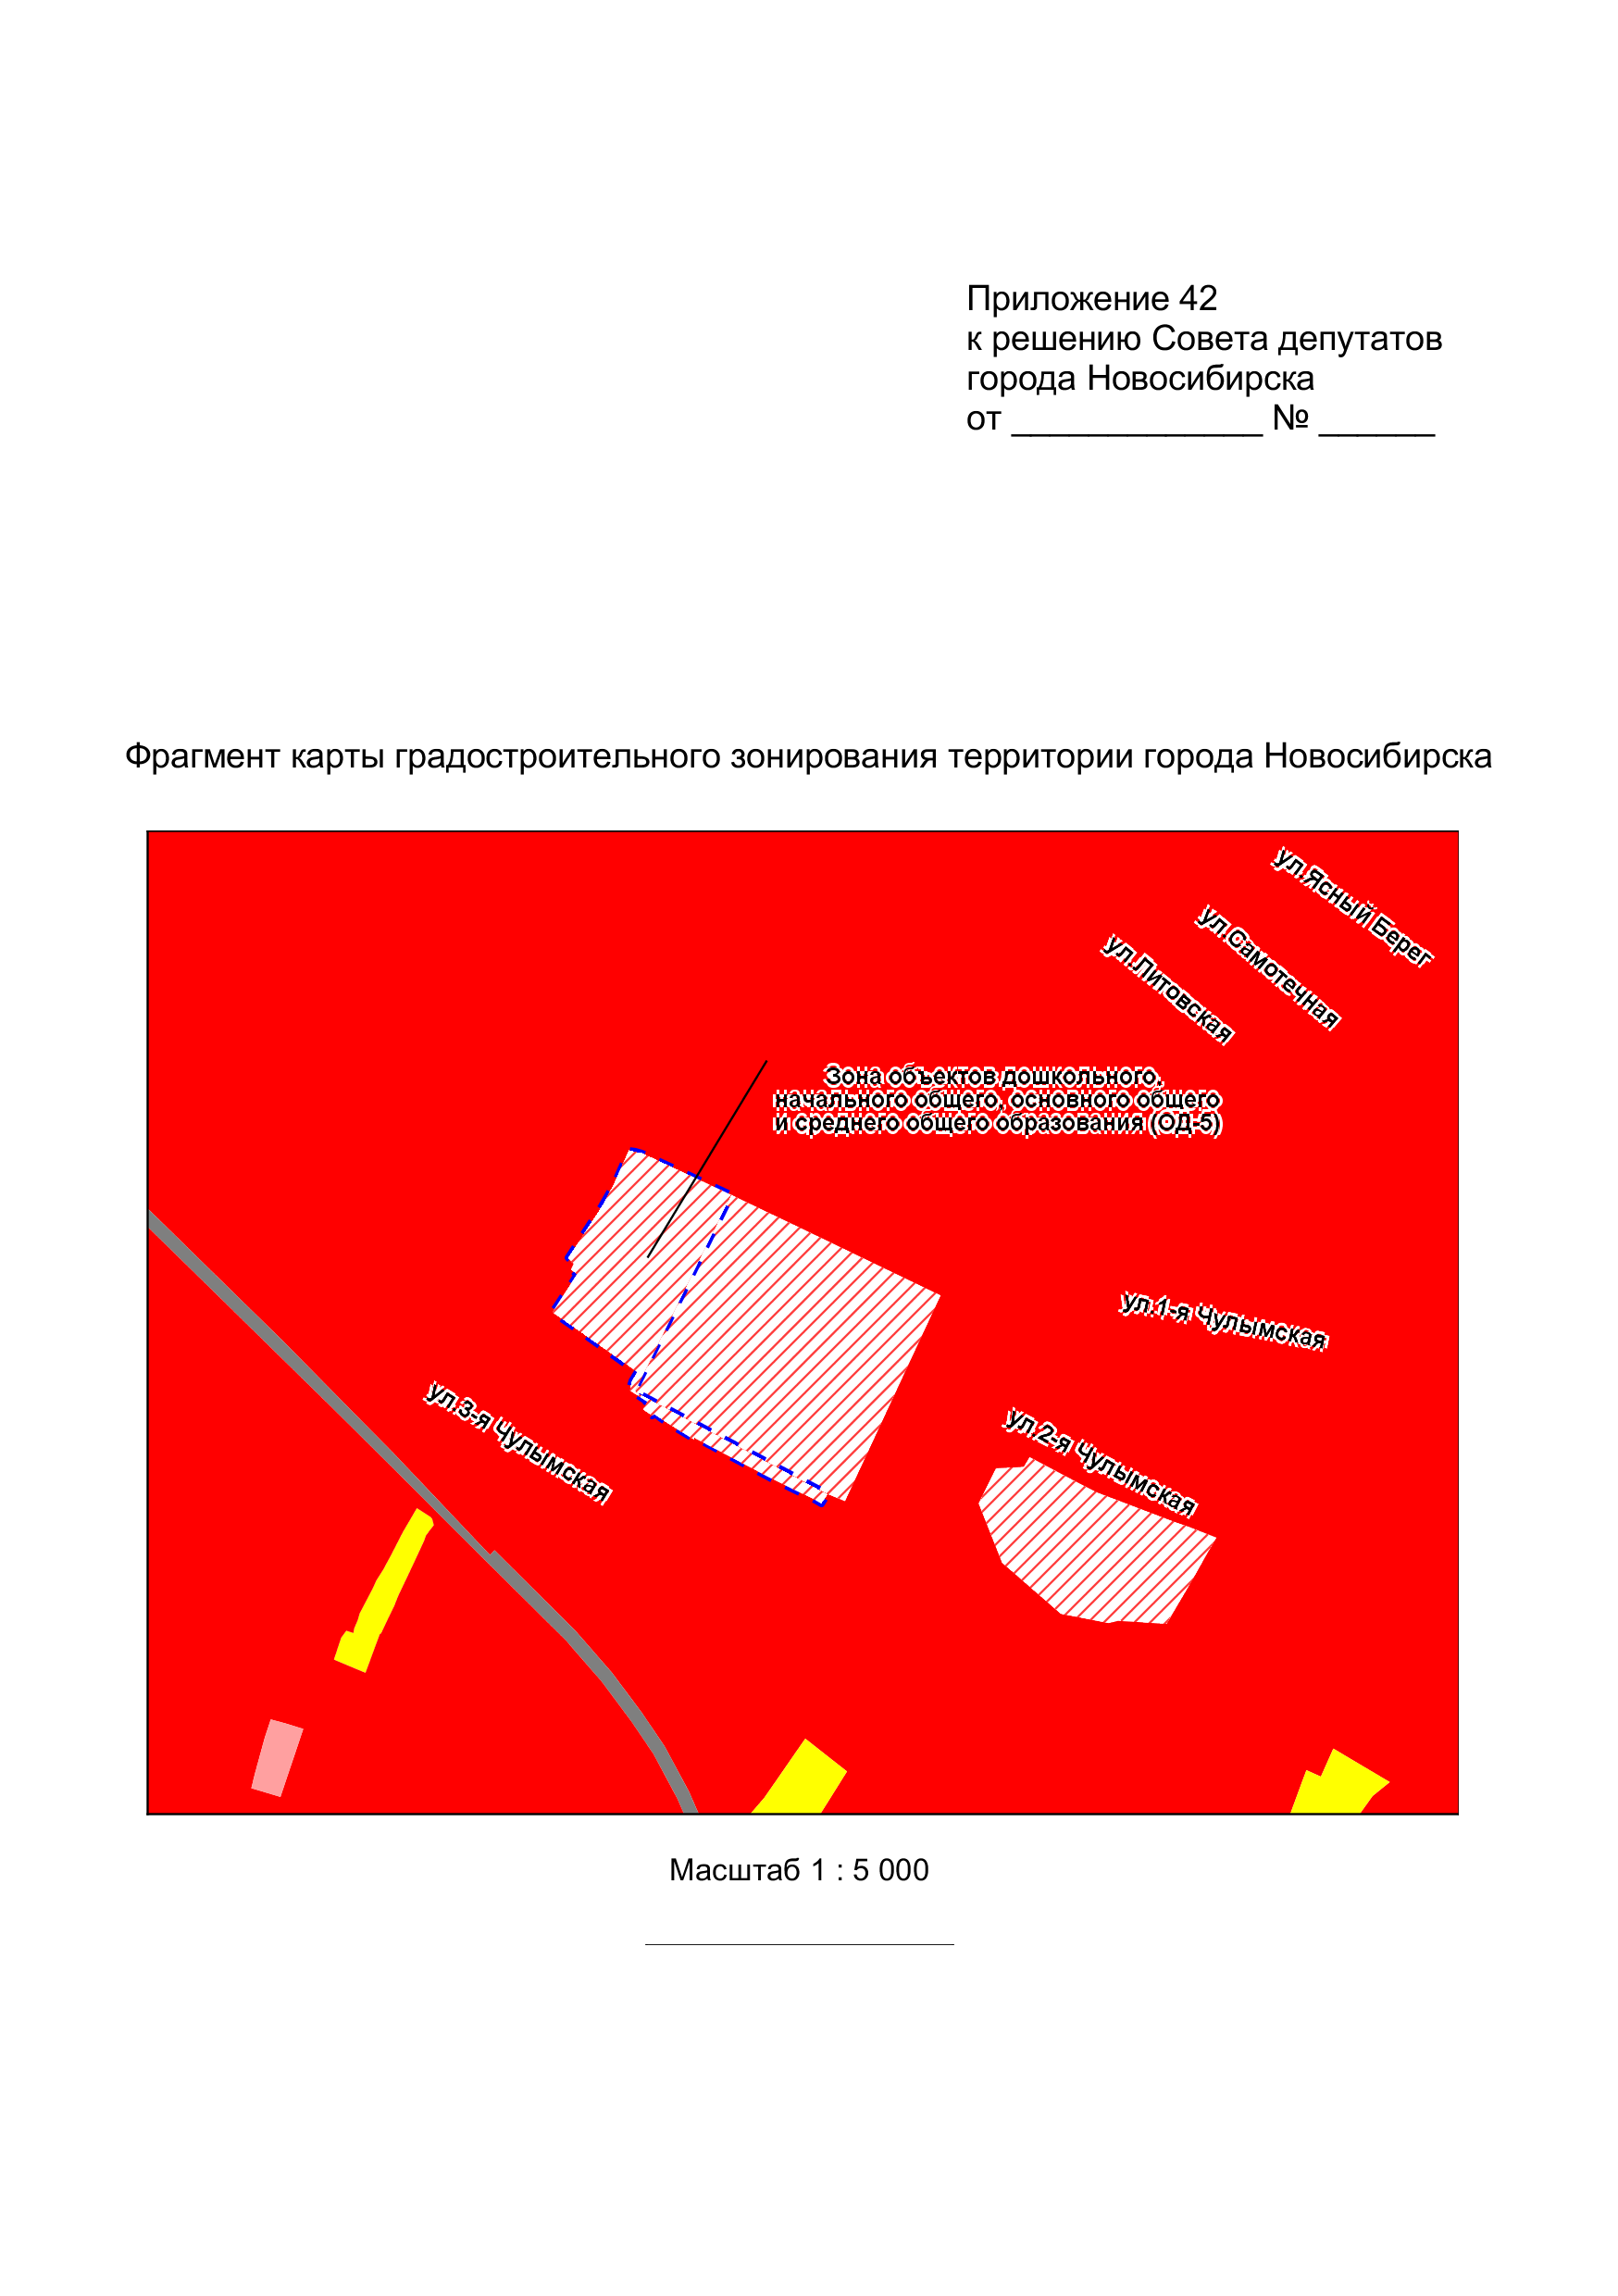 Приложение 42
к решению Совета депутатов
города Новосибирска
от _____________ № ______
Фрагмент карты градостроительного зонирования территории города Новосибирска
ул.Ясный Берег
ул.Самотечная
ул.Литовская
Зона объектов дошкольного,
начального общего, основного общего
и среднего общего образования (ОД-5)
ул.1-я Чулымская
ул.3-я Чулымская
ул.2-я Чулымская
Масштаб 1 : 5 000